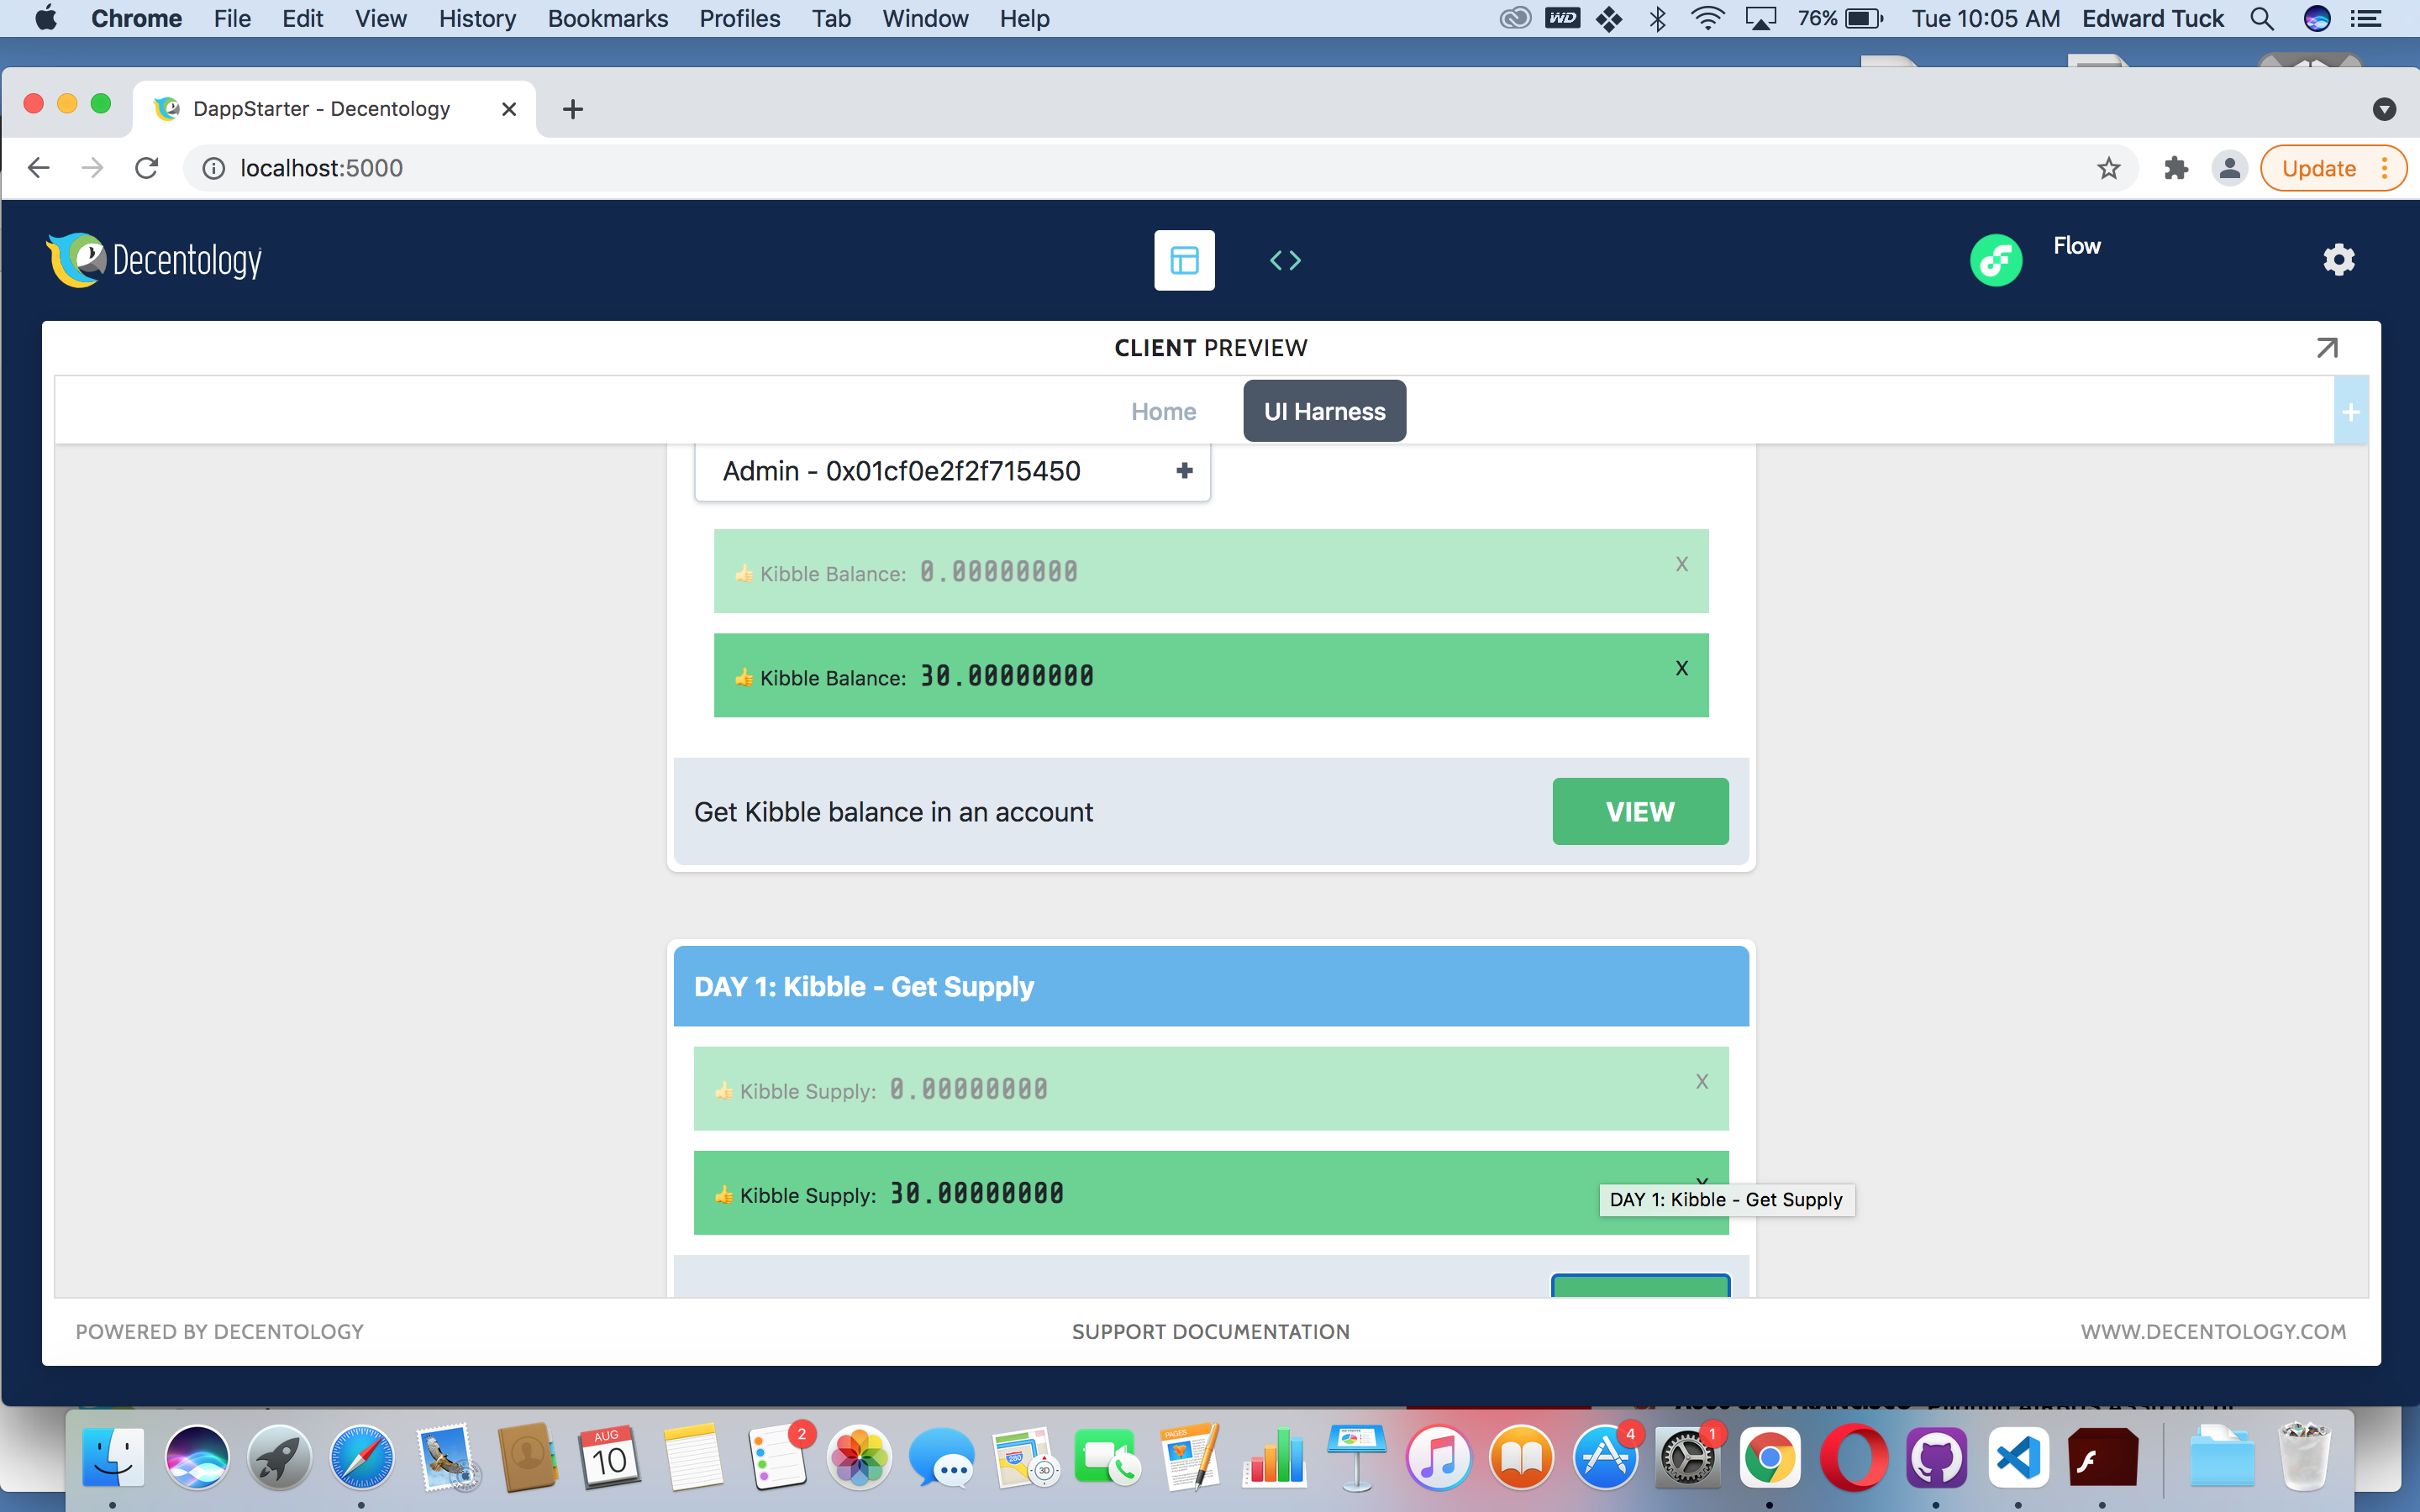 Chrome File Edit View History Bookmarks Profiles Tab Window Help WD 76% Tue 10:05 AM Edward Tuck
DappStarter - Decentology
localhost:5000 Update
Decentology Flow
CLIENT PREVIEW
Home UI Harness +
Admin - 0x01cf0e2f2f715450
👍 Kibble Balance: 0.00000000 X
👍 Kibble Balance: 30.00000000 X
Get Kibble balance in an account VIEW
DAY 1: Kibble - Get Supply
👍 Kibble Supply: 0.00000000 X
👍 Kibble Supply: 30.00000000
DAY 1: Kibble - Get Supply
POWERED BY DECENTOLOGY SUPPORT DOCUMENTATION WWW.DECENTOLOGY.COM
AUG
10
2
280
3D
PAGES
4
1